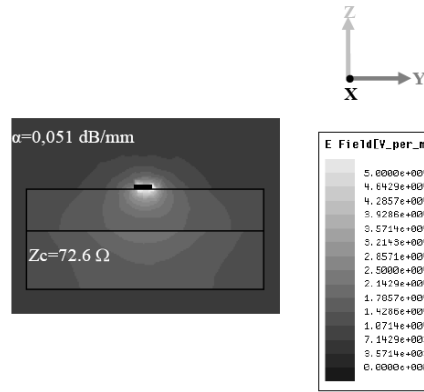 Z
Y
X
α=0,051 dB/mm
Zc=72.6 Ω
E Field[V_per_m
5.0000e+00
4.6429e+00
4.2857e+00
3.9286e+00
3.5714e+00
3.2143e+00
2.8571e+00
2.5000e+00
2.1429e+00
1.7857e+00
1.4286e+00
1.0714e+00
7.1429e+00
3.5714e+00
0.0000e+00